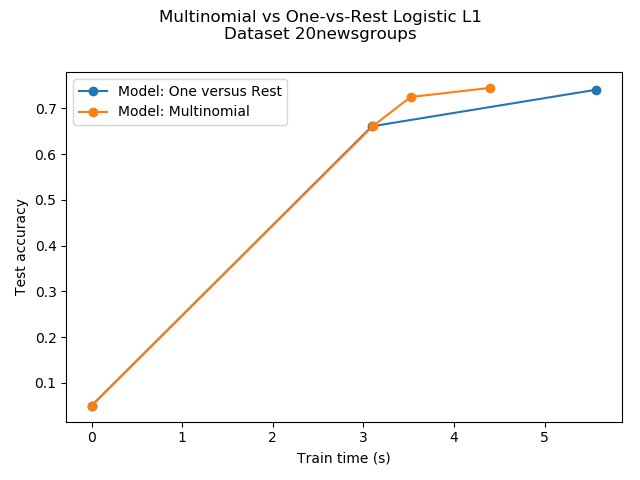 Multinomial vs One-vs-Rest Logistic L1
Dataset 20newsgroups
Model: One versus Rest
Model: Multinomial
0.7
0.6
0.5
0.4
0.3
0.2
0.1
Test accuracy
0 1 2 3 4 5
Train time (s)